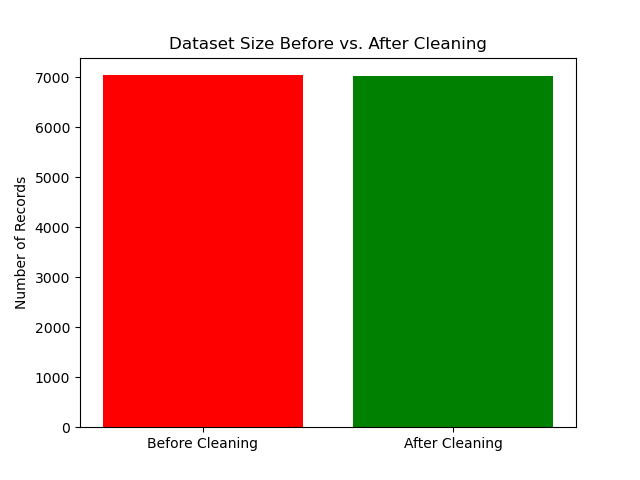 Dataset Size Before vs. After Cleaning
7000
6000
5000
4000
3000
2000
1000
0
Number of Records
Before Cleaning
After Cleaning